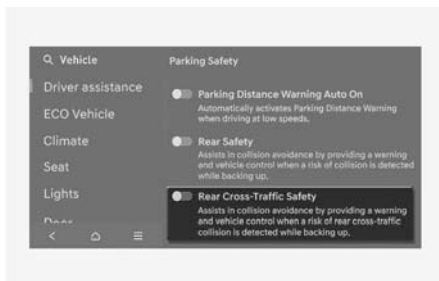 Vehicle
Driver assistance
ECO Vehicle
Climate
Seat
Lights
Parking Safety
Parking Distance Warning Auto On
Automatically activates Parking Distance Warning
when driving at low speeds.
Rear Safety
Assists in collision avoidance by providing a warning
and vehicle control when a risk of collision is detected
while backing up.
Rear Cross-Traffic Safety
Assists in collision avoidance by providing a warning
and vehicle control when a risk of rear cross-traffic
collision is detected while backing up.